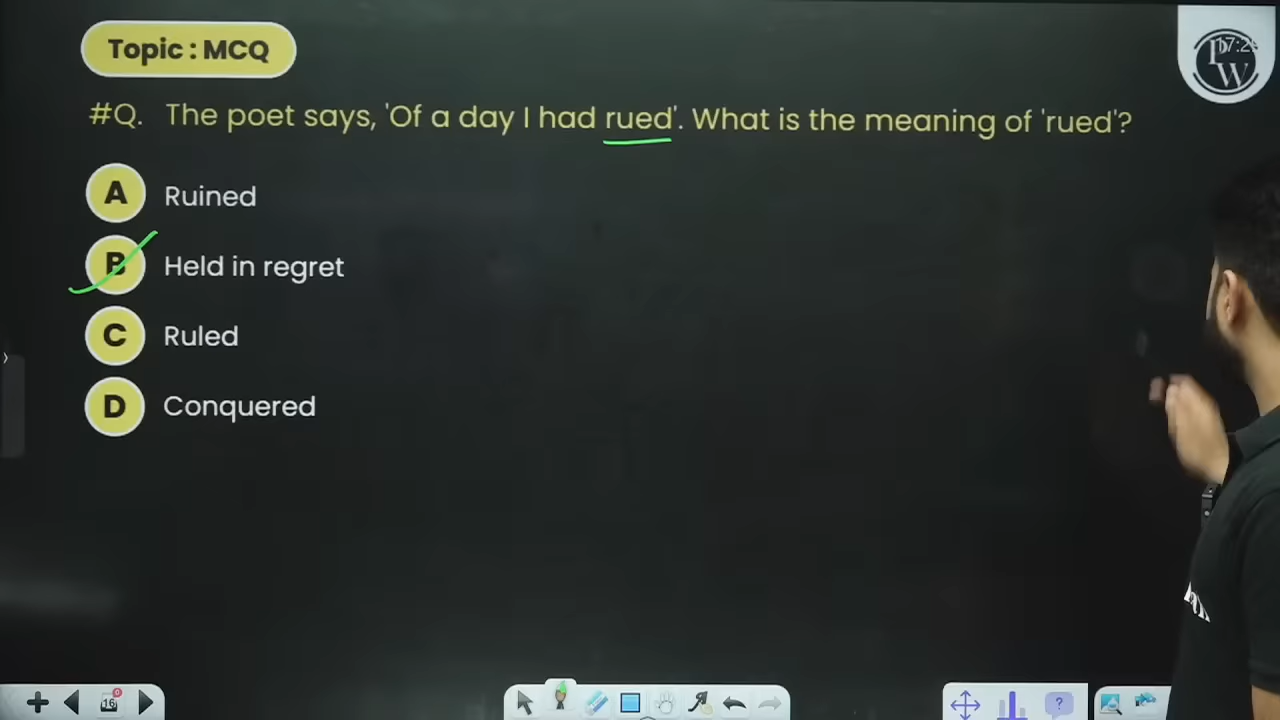 Topic : MCQ
#Q. The poet says, 'Of a day I had rued'. What is the meaning of 'rued'?
A Ruined
B Held in regret
C Ruled
D Conquered
16